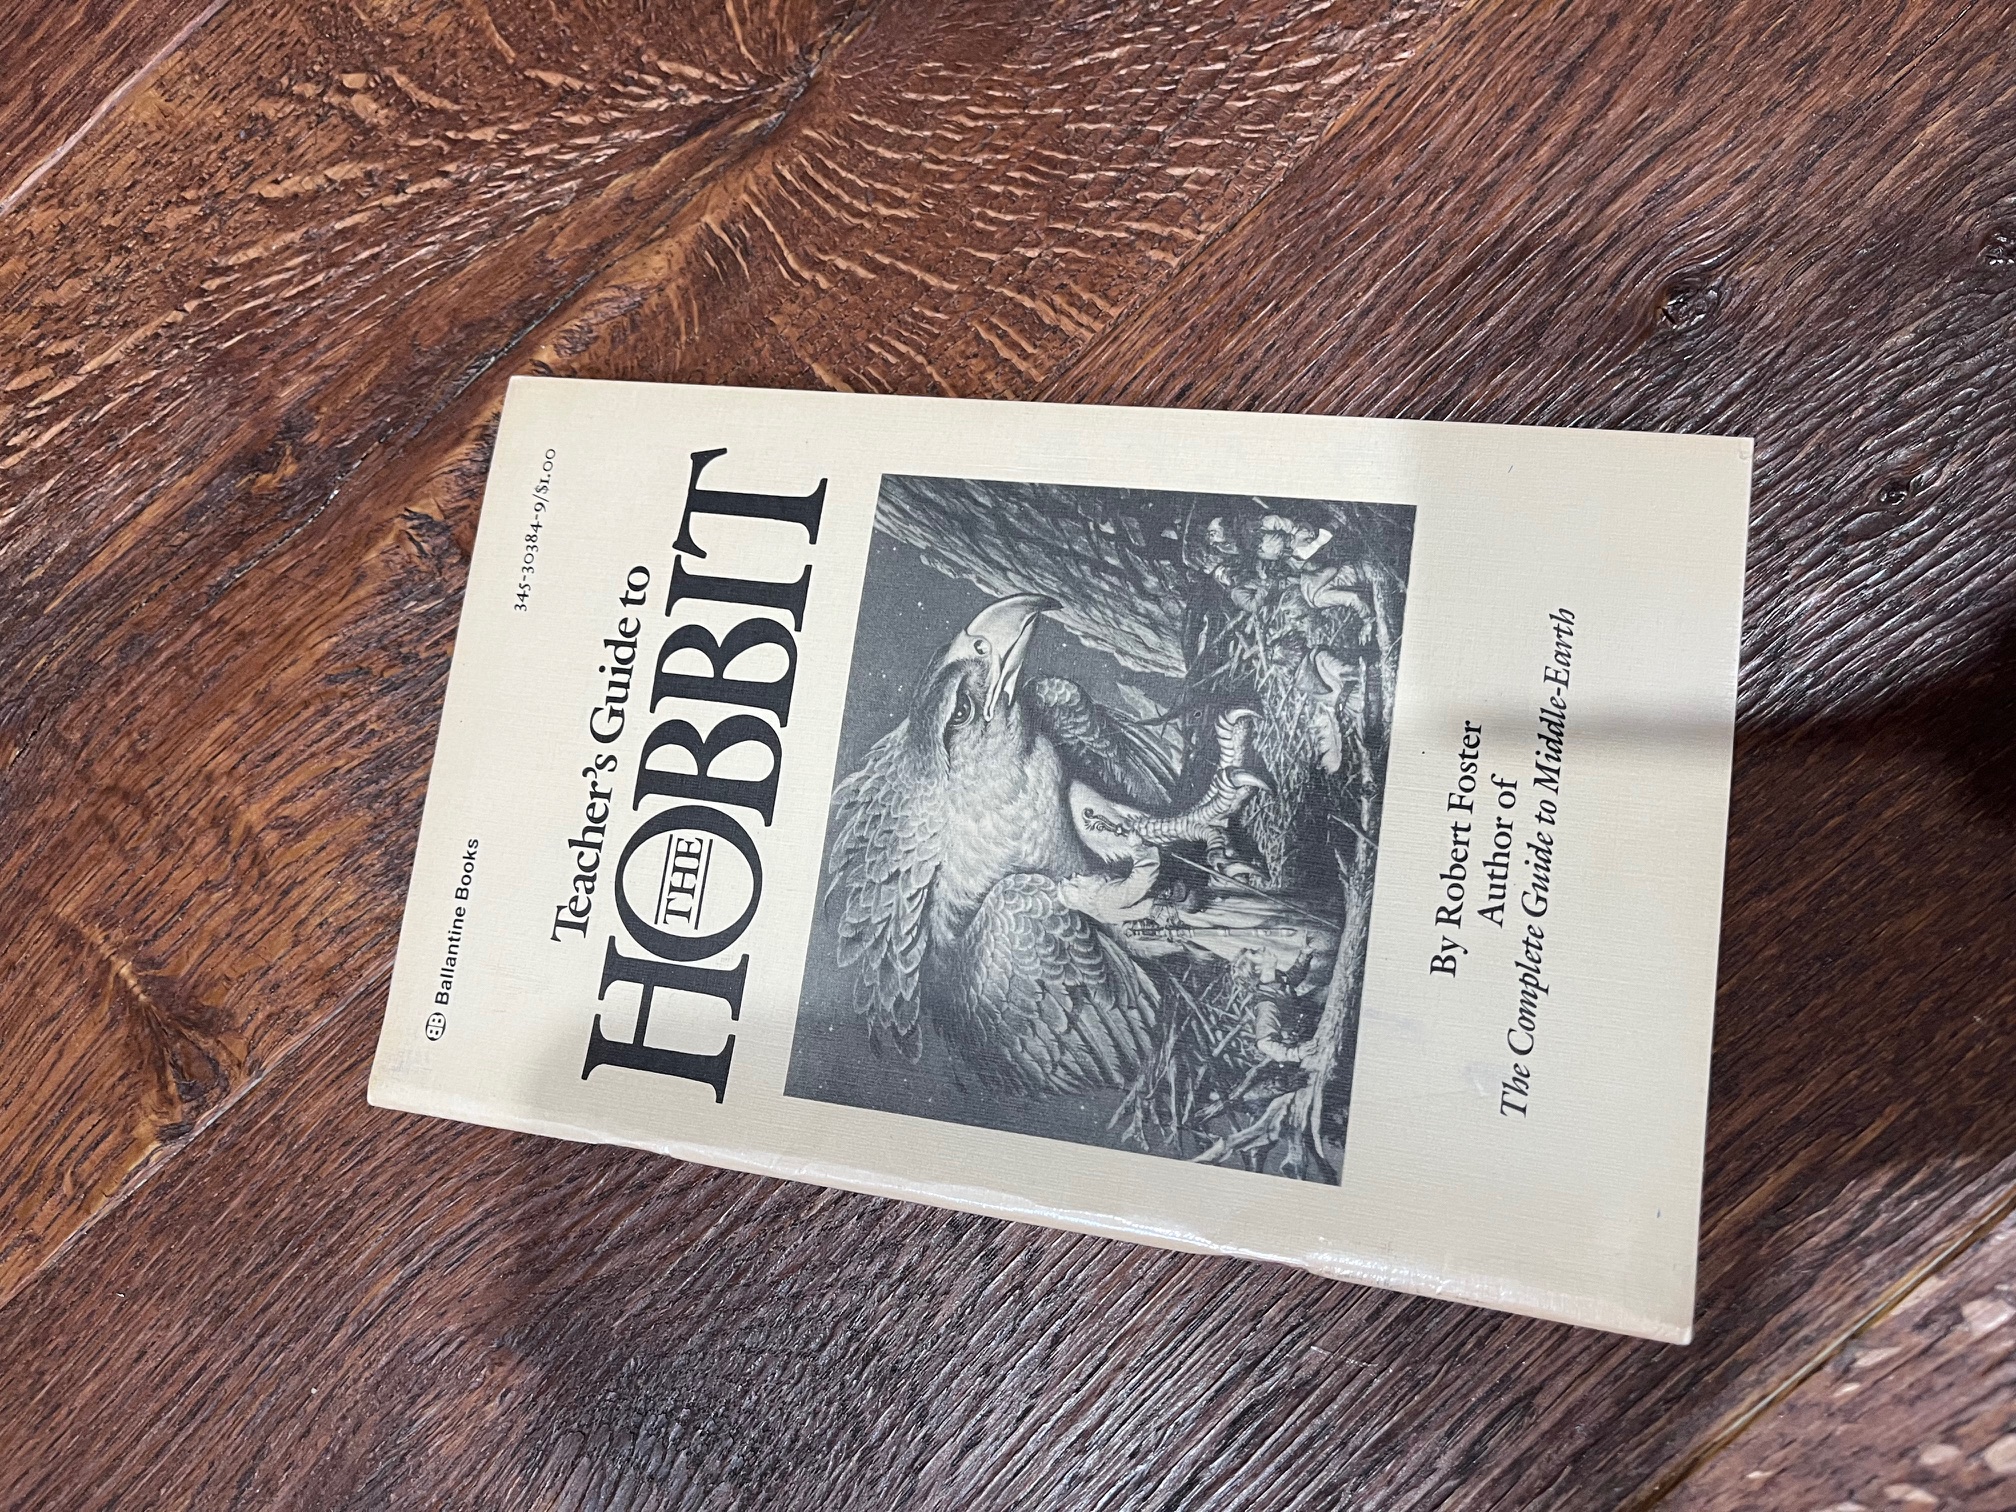 BB Ballantine Books
345-30384-9/$1.00
Teacher's Guide to
THE
HOBBIT
By Robert Foster
Author of
The Complete Guide to Middle-Earth